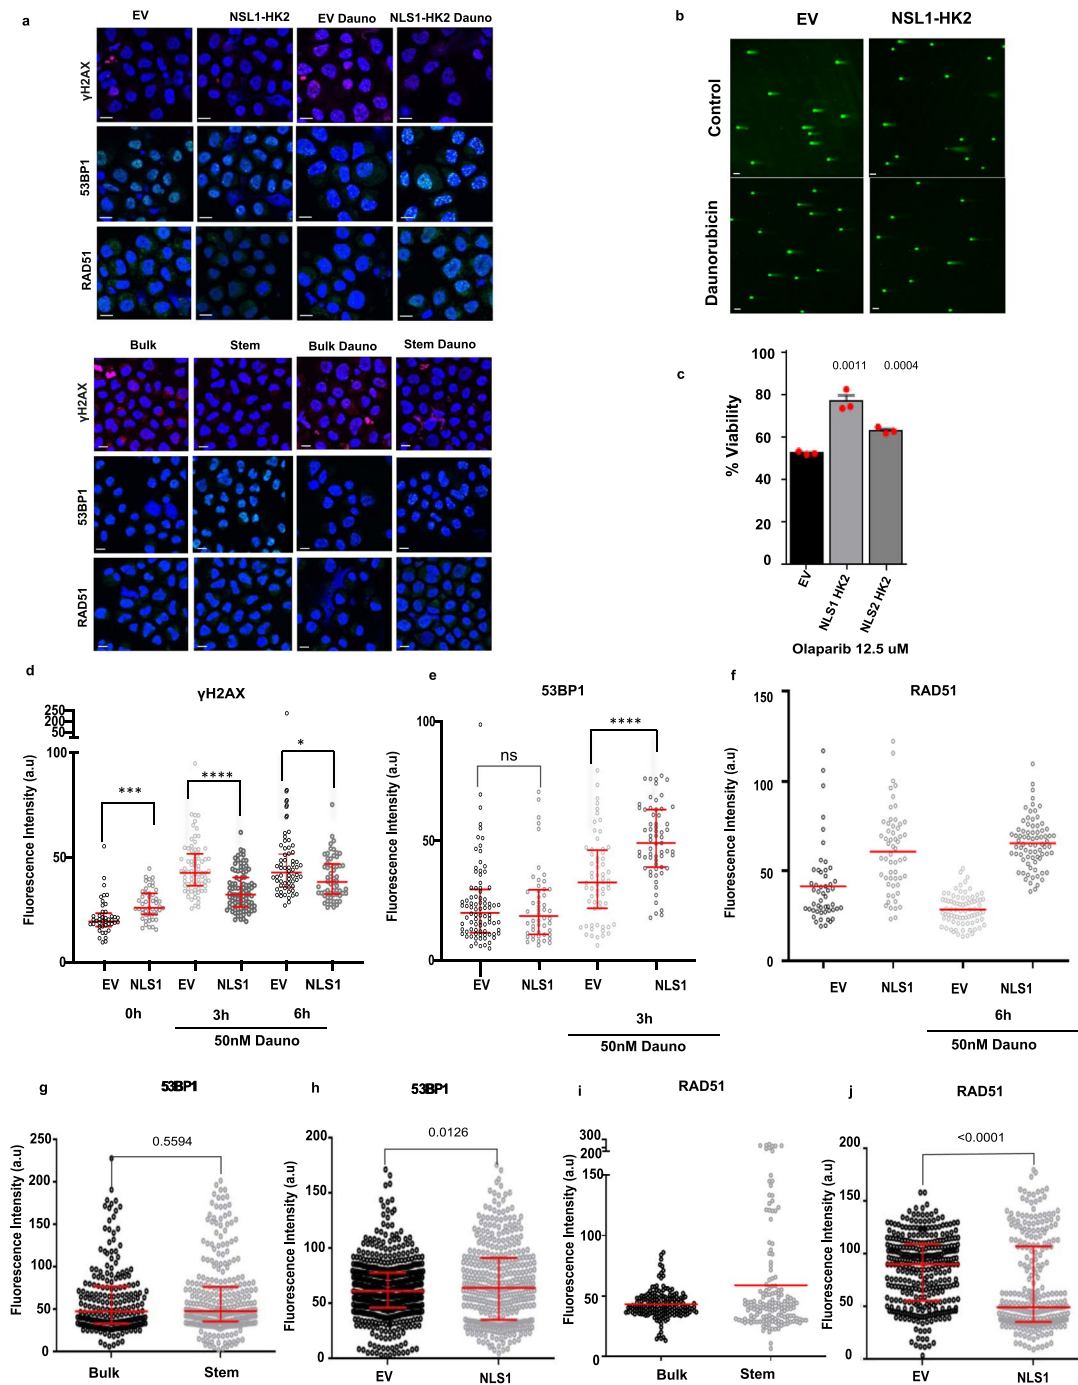 a
EV NSL1-HK2 EV Dauno NLS1-HK2 Dauno
γH2AX
53BP1
RAD51
Bulk Stem Bulk Dauno Stem Dauno
γH2AX
53BP1
RAD51
b
EV NSL1-HK2
Control
Daunorubicin
c
% Viability
100
80
60
40
20
0
0.0011 0.0004
EV NLS1 HK2 NLS2 HK2
Olaparib 12.5 uM
d
γH2AX
Fluorescence Intensity (a.u)
250
200
50
100
50
0
*** **** *
EV NLS1 EV NLS1 EV NLS1
0h 3h 6h
50nM Dauno
e
53BP1
Fluorescence Intensity (a.u)
100
50
0
ns ****
EV NLS1 EV NLS1
3h
50nM Dauno
f
RAD51
Fluorescence Intensity (a.u)
150
100
50
0
EV NLS1 EV NLS1
6h
50nM Dauno
g
53BP1
Fluorescence Intensity (a.u)
250
200
150
100
50
0
0.5594
Bulk Stem
h
53BP1
Fluorescence Intensity (a.u)
200
150
100
50
0
0.0126
EV NLS1
i
RAD51
Fluorescence Intensity (a.u)
300
200
150
100
50
0
Bulk Stem
j
RAD51
Fluorescence Intensity (a.u)
200
150
100
50
0
<0.0001
EV NLS1